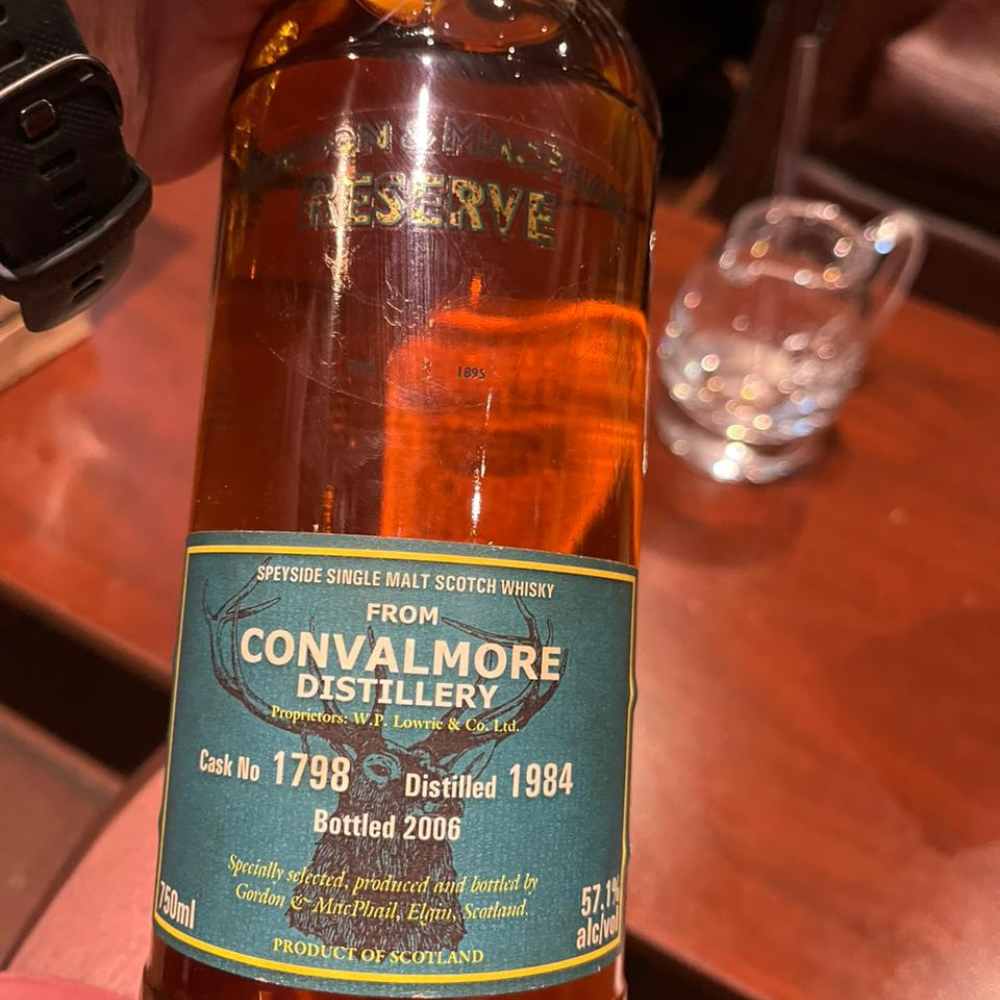 GORDON & MACPHAIL
RESERVE
1895
SPEYSIDE SINGLE MALT SCOTCH WHISKY
FROM
CONVALMORE
DISTILLERY
Proprietors: W.P. Lowrie & Co. Ltd.
Cask No 1798 Distilled 1984
Bottled 2006
Specially selected, produced and bottled by
Gordon & MacPhail, Elgin, Scotland.
750ml
57.1%
alc/vol
PRODUCT OF SCOTLAND